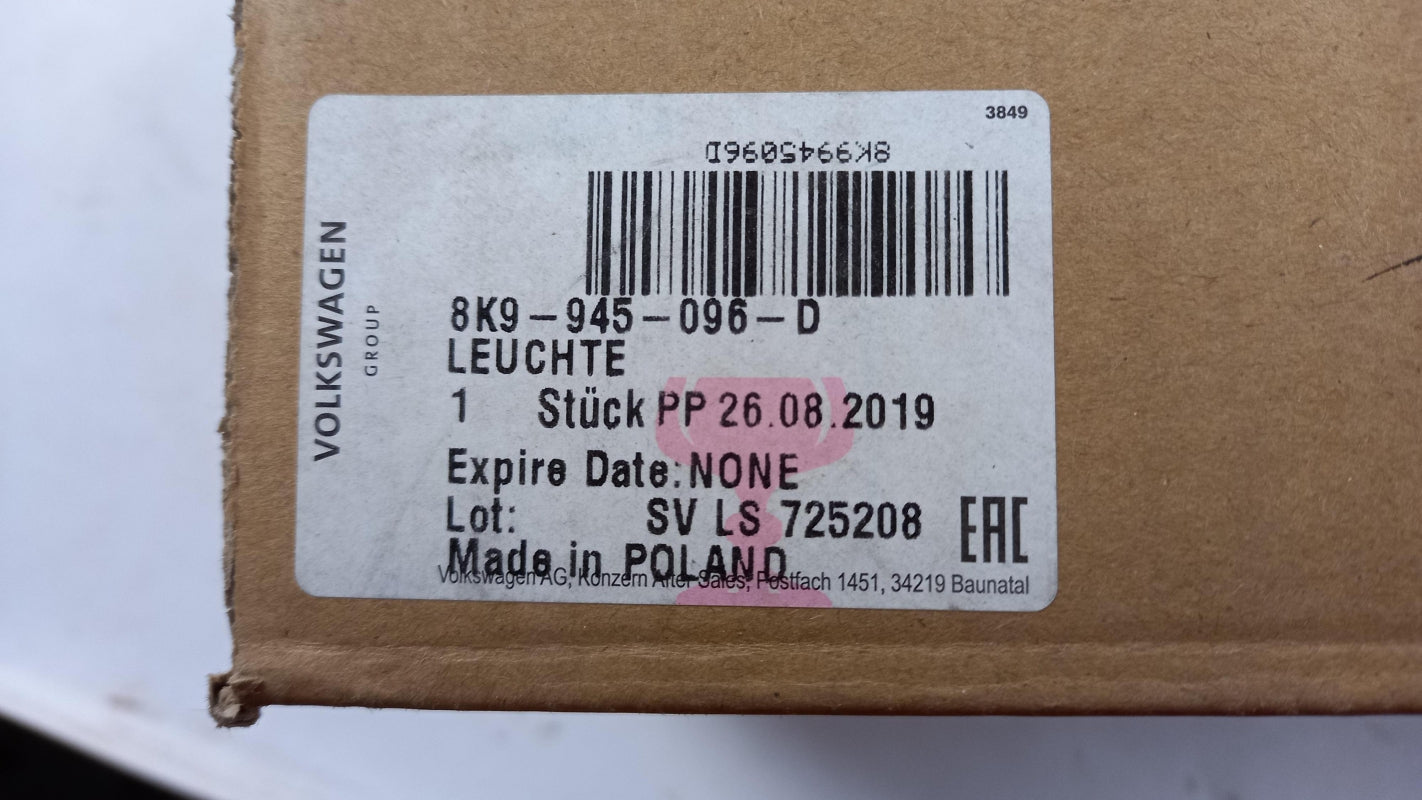 3849
8K9945096D
VOLKSWAGEN
GROUP
8K9-945-096-D
LEUCHTE
1 Stück PP 26.08.2019
Expire Date: NONE
Lot: SV LS 725208
EAC
Made in POLAND
Volkswagen AG, Konzern After Sales, Postfach 1451, 34219 Baunatal